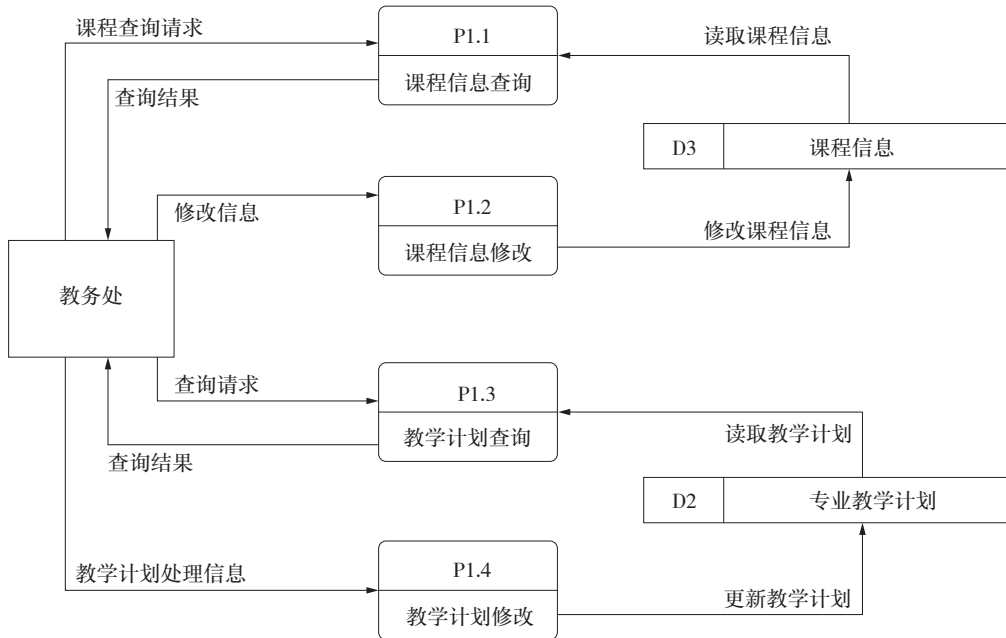 课程查询请求
P1.1
读取课程信息
查询结果
课程信息查询
D3
课程信息
P1.2
修改信息
修改课程信息
课程信息修改
教务处
查询请求
P1.3
教学计划查询
读取教学计划
查询结果
D2
专业教学计划
教学计划处理信息
P1.4
更新教学计划
教学计划修改